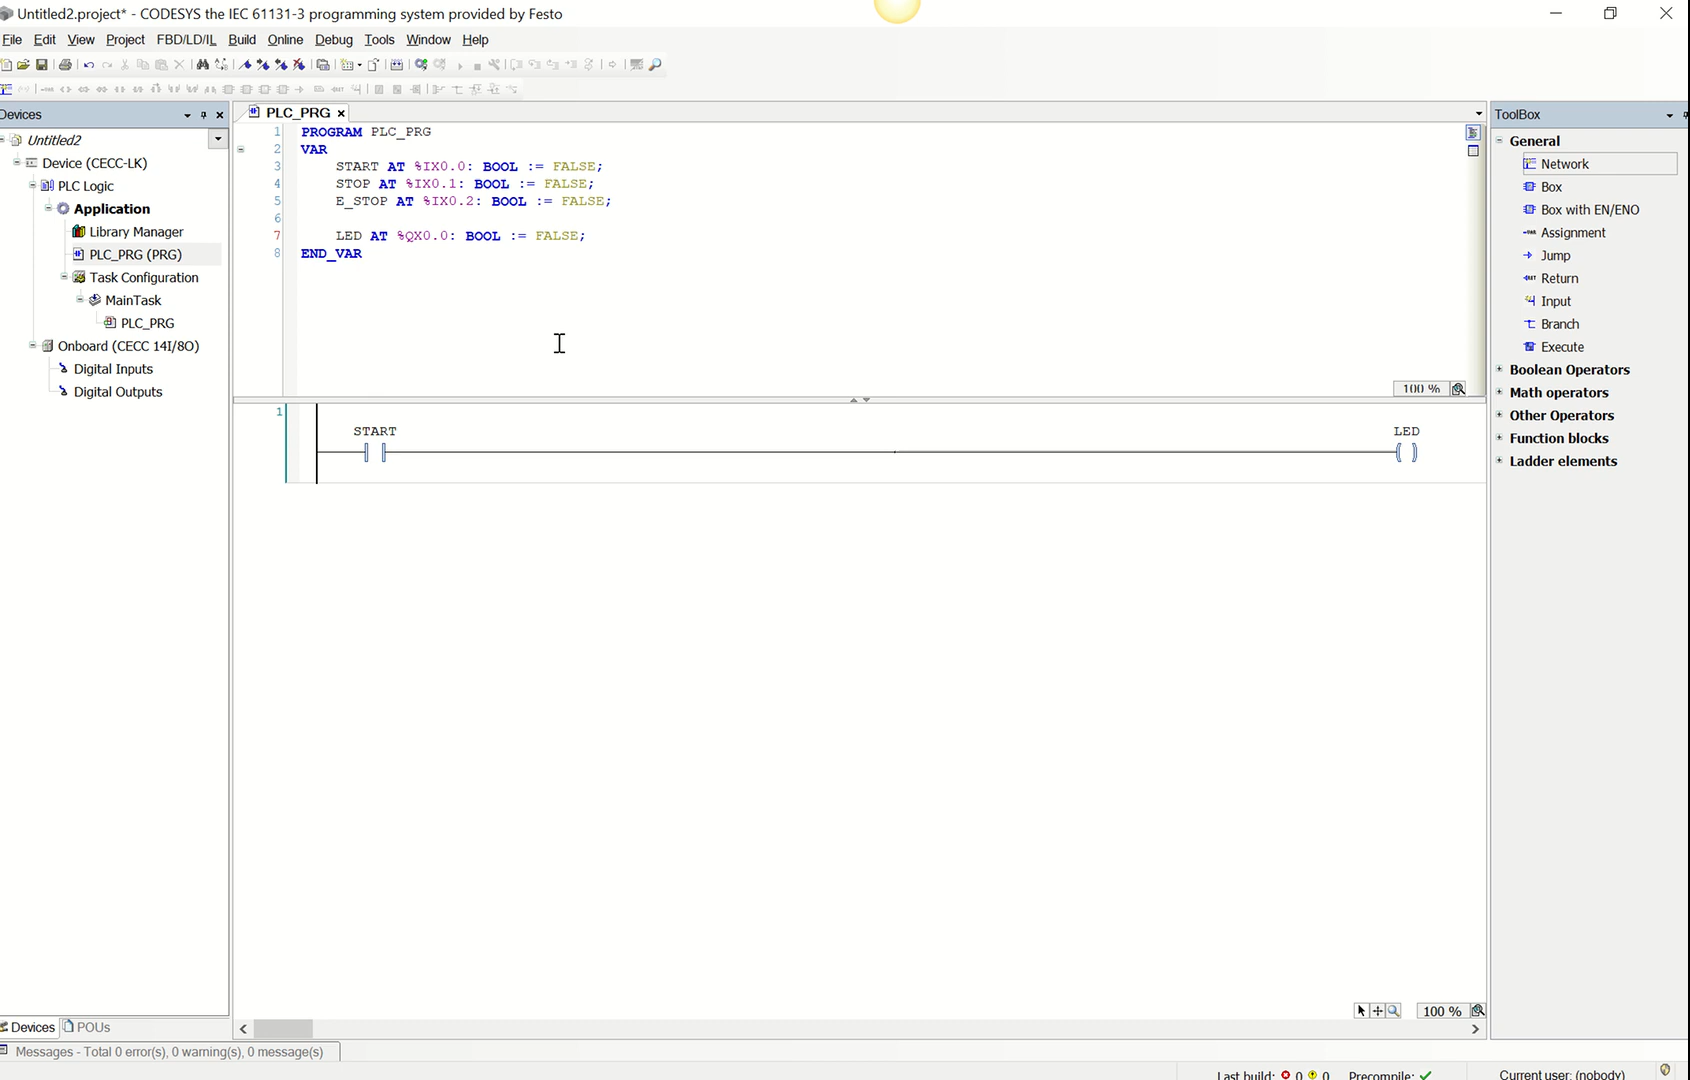 Untitled2.project* - CODESYS the IEC 61131-3 programming system provided by Festo
File Edit View Project FBD/LD/IL Build Online Debug Tools Window Help
Devices
Untitled2
Device (CECC-LK)
PLC Logic
Application
Library Manager
PLC_PRG (PRG)
Task Configuration
MainTask
PLC_PRG
Onboard (CECC 14I/8O)
Digital Inputs
Digital Outputs
Devices POUs
PLC_PRG
1 PROGRAM PLC_PRG
2 VAR
3 START AT %IX0.0: BOOL := FALSE;
4 STOP AT %IX0.1: BOOL := FALSE;
5 E_STOP AT %IX0.2: BOOL := FALSE;
6
7 LED AT %QX0.0: BOOL := FALSE;
8 END_VAR
100 %
1
START LED
100 %
ToolBox
General
Network
Box
Box with EN/ENO
Assignment
Jump
Return
Input
Branch
Execute
Boolean Operators
Math operators
Other Operators
Function blocks
Ladder elements
Messages - Total 0 error(s), 0 warning(s), 0 message(s)
Last build: 0 0 Precompile: Current user: (nobody)